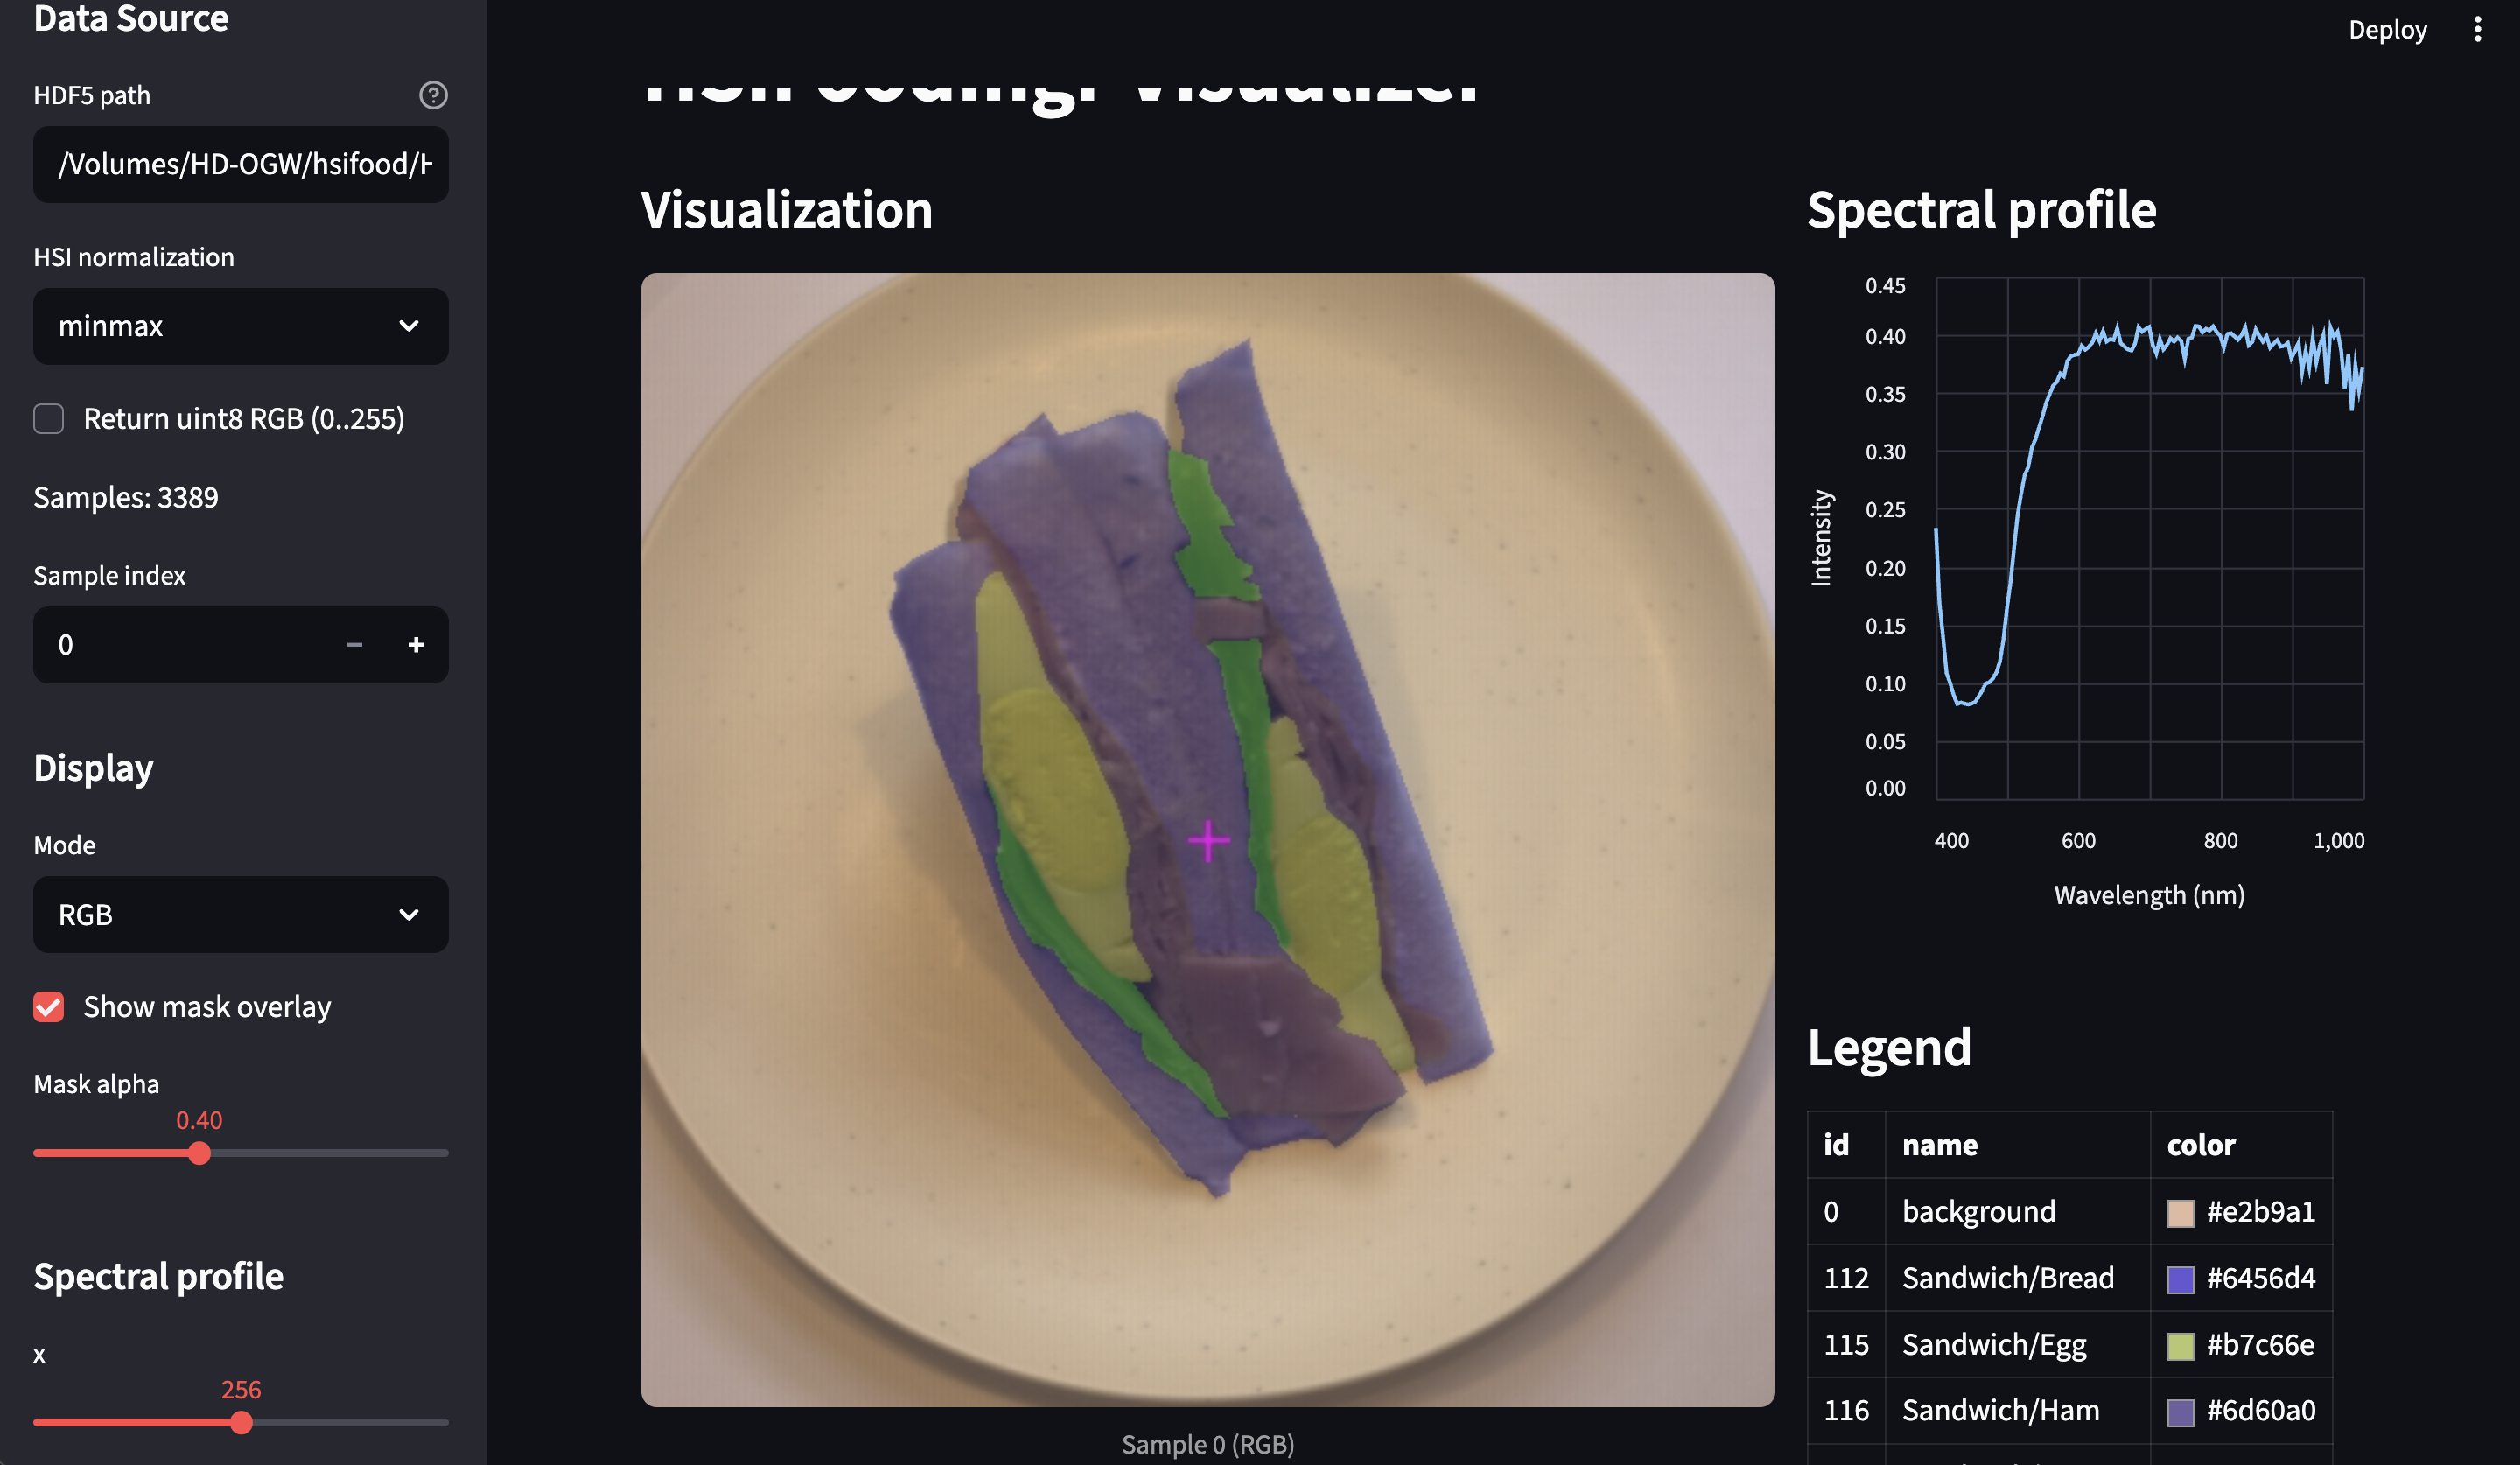 Data Source
HDF5 path
/Volumes/HD-OGW/hsifood/H
HSI normalization
minmax
Return uint8 RGB (0..255)
Samples: 3389
Sample index
0
Display
Mode
RGB
Show mask overlay
Mask alpha
0.40
Spectral profile
x
256
Deploy
Visualizer
Visualization
Sample 0 (RGB)
Spectral profile
0.45
0.40
0.35
0.30
0.25
0.20
0.15
0.10
0.05
0.00
Intensity
400 600 800 1,000
Wavelength (nm)
Legend
id name color
0 background #e2b9a1
112 Sandwich/Bread #6456d4
115 Sandwich/Egg #b7c66e
116 Sandwich/Ham #6d60a0